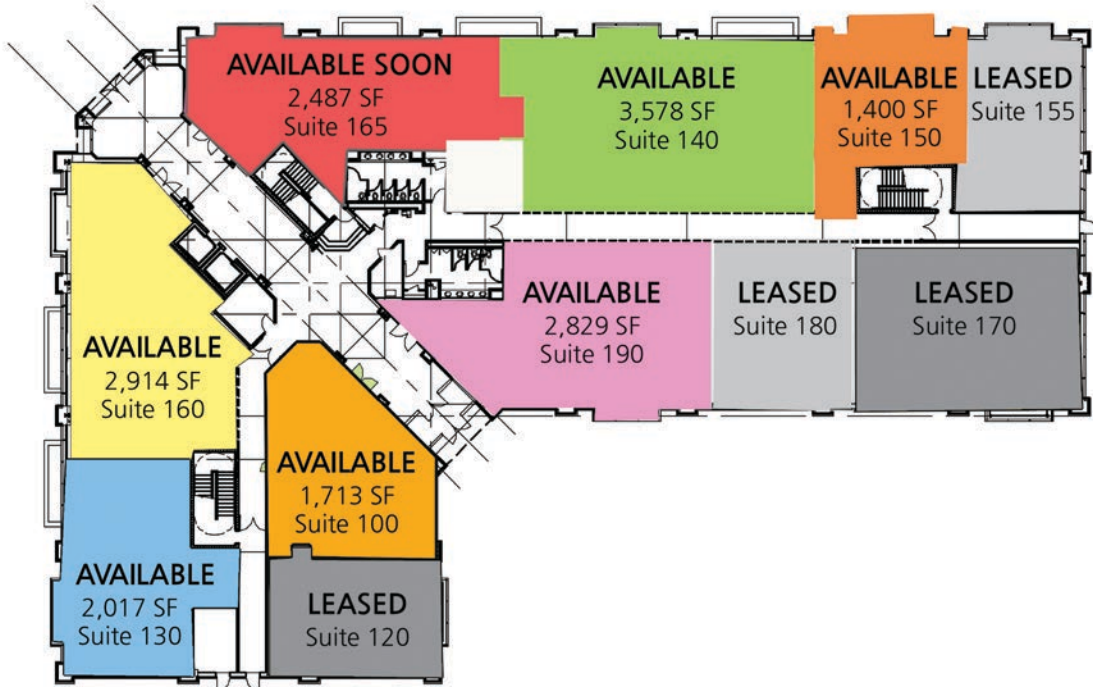 AVAILABLE SOON
2,487 SF
Suite 165
AVAILABLE
3,578 SF
Suite 140
AVAILABLE
1,400 SF
Suite 150
LEASED
Suite 155
AVAILABLE
2,914 SF
Suite 160
AVAILABLE
2,829 SF
Suite 190
LEASED
Suite 180
LEASED
Suite 170
AVAILABLE
1,713 SF
Suite 100
AVAILABLE
2,017 SF
Suite 130
LEASED
Suite 120